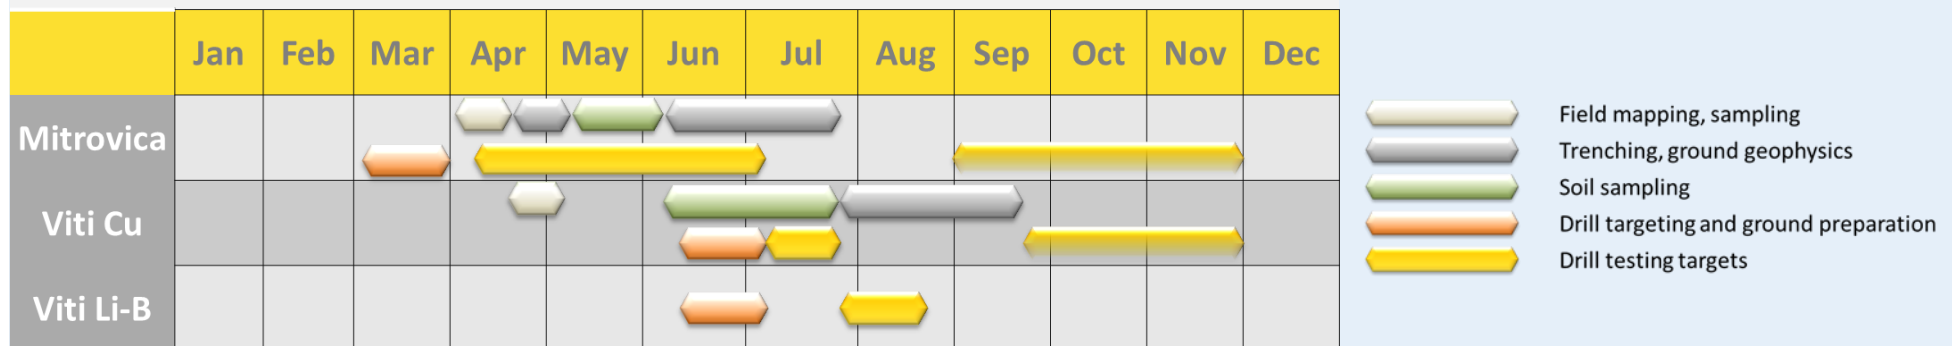 Jan Feb Mar Apr May Jun Jul Aug Sep Oct Nov Dec
Mitrovica
Viti Cu
Viti Li-B
Field mapping, sampling
Trenching, ground geophysics
Soil sampling
Drill targeting and ground preparation
Drill testing targets